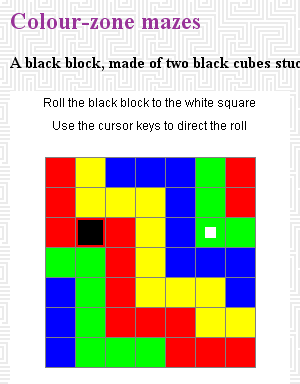 Colour-zone mazes
A black block, made of two black cubes
Roll the black block to the white square
Use the cursor keys to direct the roll